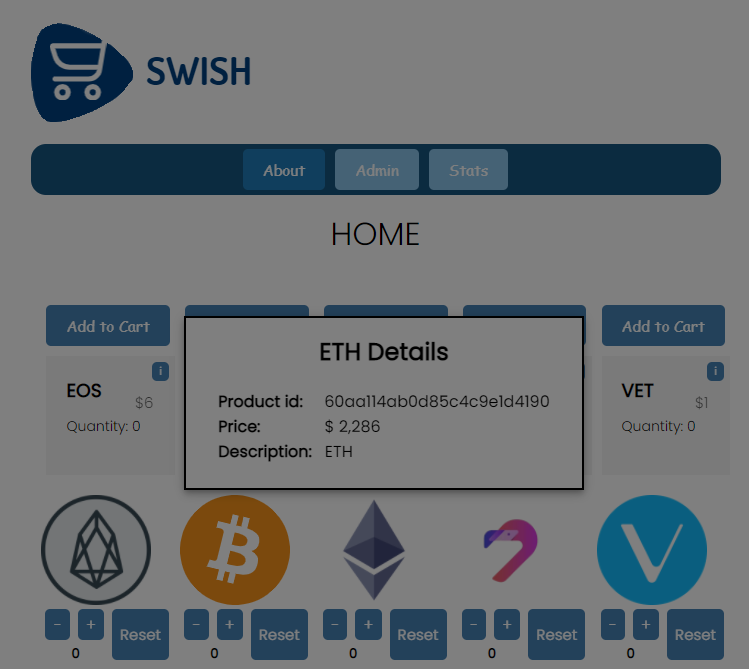 SWISH
About Admin Stats
HOME
Add to Cart Add to Cart
ETH Details
i i
EOS VET
$6 $1
Quantity: 0 Quantity: 0
Product id: 60aa114ab0d85c4c9e1d4190
Price: $ 2,286
Description: ETH
- + Reset - + Reset - + Reset - + Reset - + Reset
0 0 0 0 0